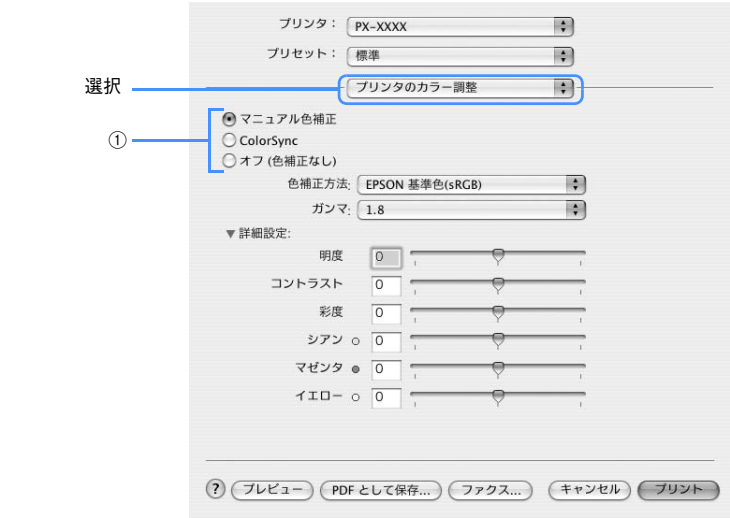 プリンタ： PX-XXXX
プリセット： 標準
選択
プリンタのカラー調整
①
マニュアル色補正
ColorSync
オフ (色補正なし)
色補正方法: EPSON 基準色(sRGB)
ガンマ: 1.8
▼詳細設定:
明度 0
コントラスト 0
彩度 0
シアン 0
マゼンタ 0
イエロー 0
? プレビュー PDF として保存... ファクス... キャンセル プリント